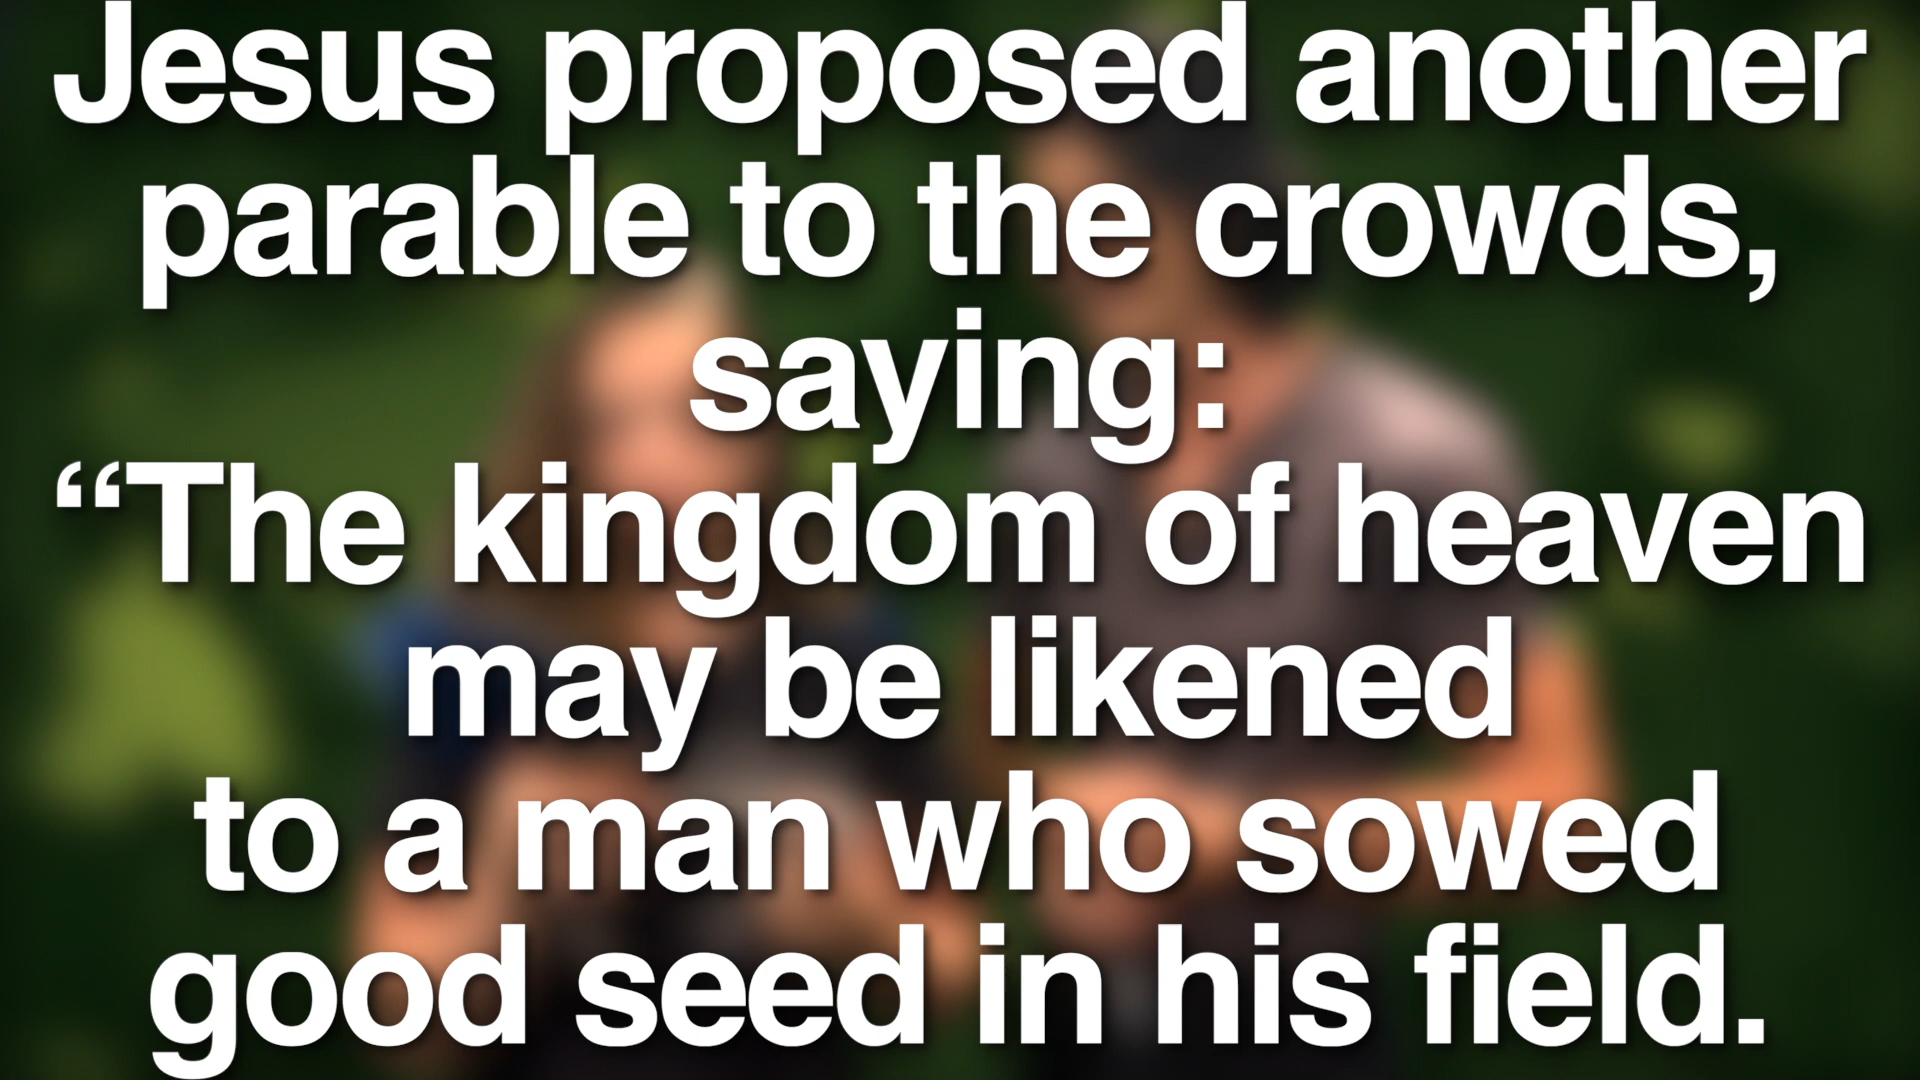 Jesus proposed another
parable to the crowds,
saying:
“The kingdom of heaven
may be likened
to a man who sowed
good seed in his field.